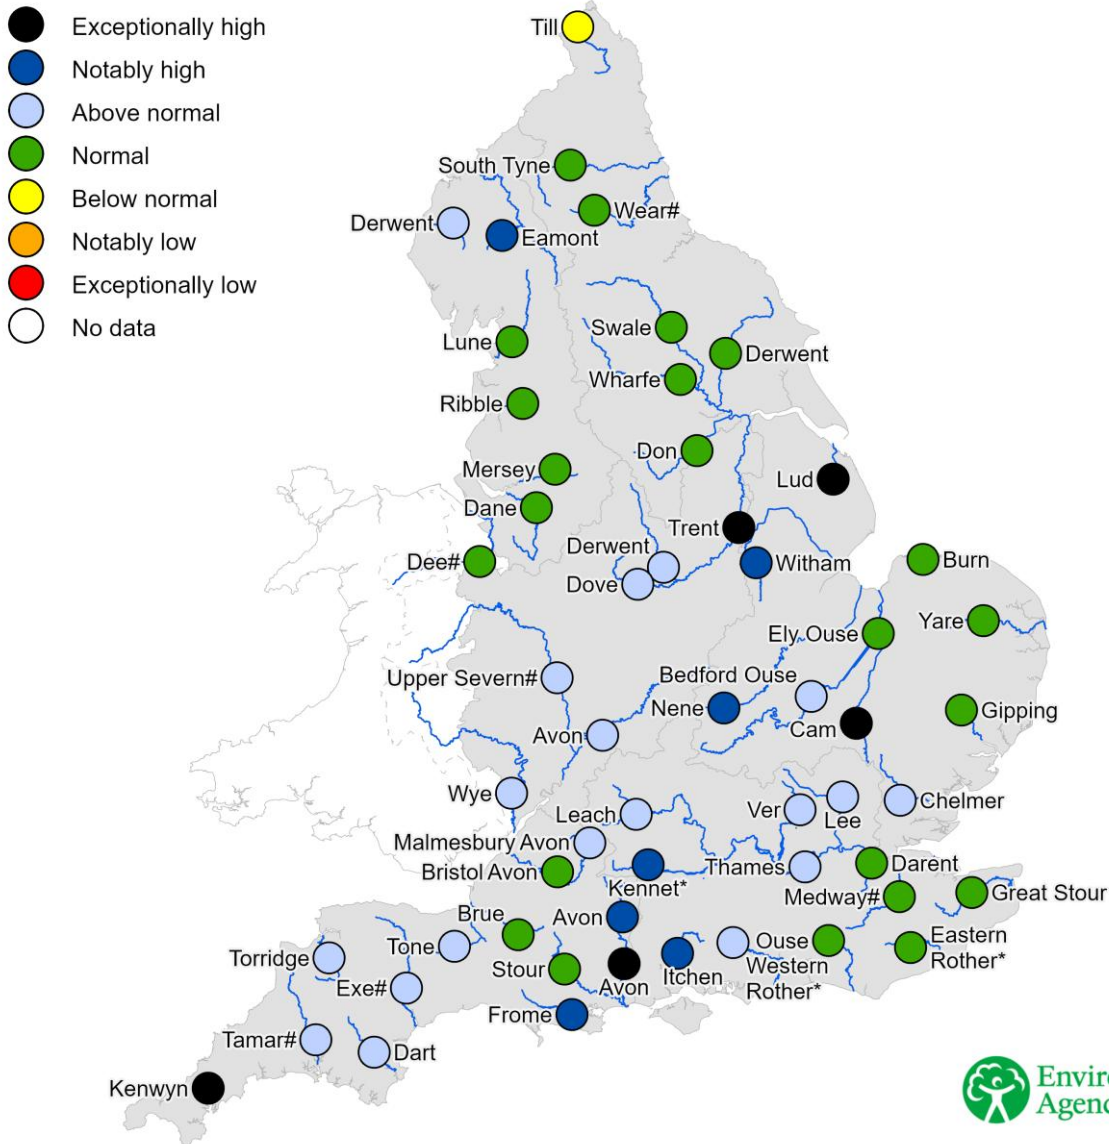 Exceptionally high
Notably high
Above normal
Normal
Below normal
Notably low
Exceptionally low
No data
Till
South Tyne
Wear#
Derwent
Eamont
Swale
Lune
Derwent
Wharfe
Ribble
Don
Mersey
Lud
Dane
Trent
Derwent
Dee#
Witham
Burn
Dove
Yare
Ely Ouse
Bedford Ouse
Upper Severn#
Nene
Gipping
Cam
Avon
Wye
Leach
Ver
Lee
Chelmer
Malmesbury Avon
Bristol Avon
Kennet*
Thames
Darent
Medway#
Great Stour
Brue
Avon
Tone
Ouse
Eastern
Rother*
Torridge
Stour
Avon
Itchen
Western
Rother*
Exe#
Frome
Tamar#
Dart
Kenwyn
Enviro
Agenc